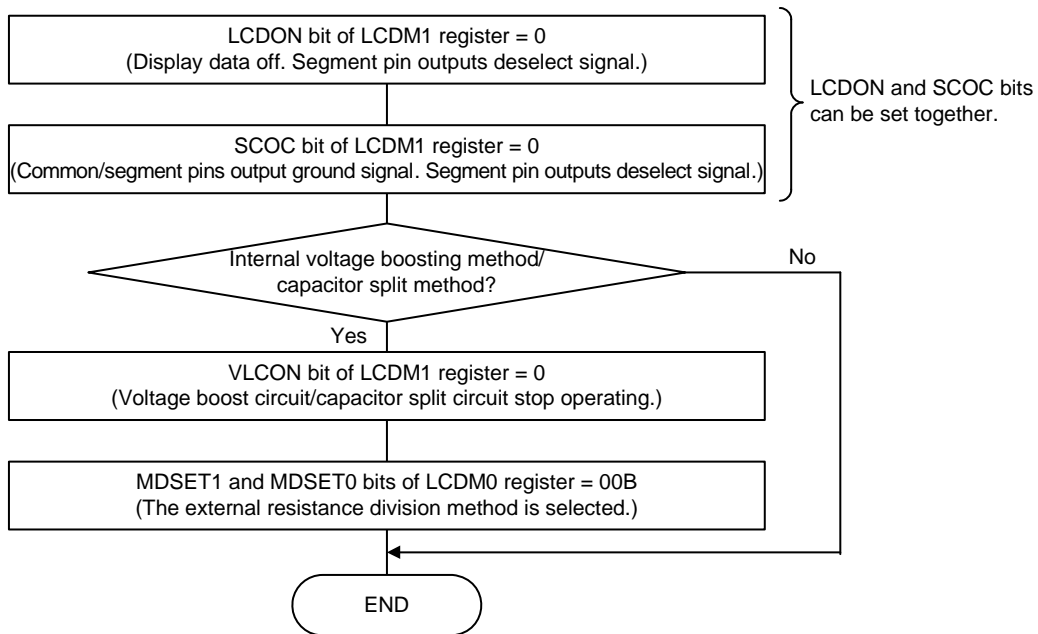 LCDON bit of LCDM1 register = 0
(Display data off. Segment pin outputs deselect signal.)
LCDON and SCOC bits
can be set together.
SCOC bit of LCDM1 register = 0
(Common/segment pins output ground signal. Segment pin outputs deselect signal.)
Internal voltage boosting method/
capacitor split method?
No
Yes
VLCON bit of LCDM1 register = 0
(Voltage boost circuit/capacitor split circuit stop operating.)
MDSET1 and MDSET0 bits of LCDM0 register = 00B
(The external resistance division method is selected.)
END